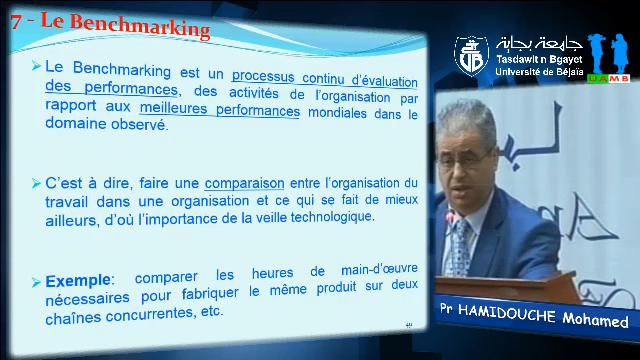 7 - Le Benchmarking
Le Benchmarking est un processus continu d'évaluation
des performances, des activités de l'organisation par
rapport aux meilleures performances mondiales dans le
domaine observé.
C'est à dire, faire une comparaison entre l'organisation du
travail dans une organisation et ce qui se fait de mieux
ailleurs, d'où l'importance de la veille technologique.
Exemple: comparer les heures de main-d'œuvre
nécessaires pour fabriquer le même produit sur deux
chaînes concurrentes, etc.
جامعة بجاية
Tasdawit n Bgayet
Université de Béjaïa
UAMB
Pr HAMIDOUCHE Mohamed